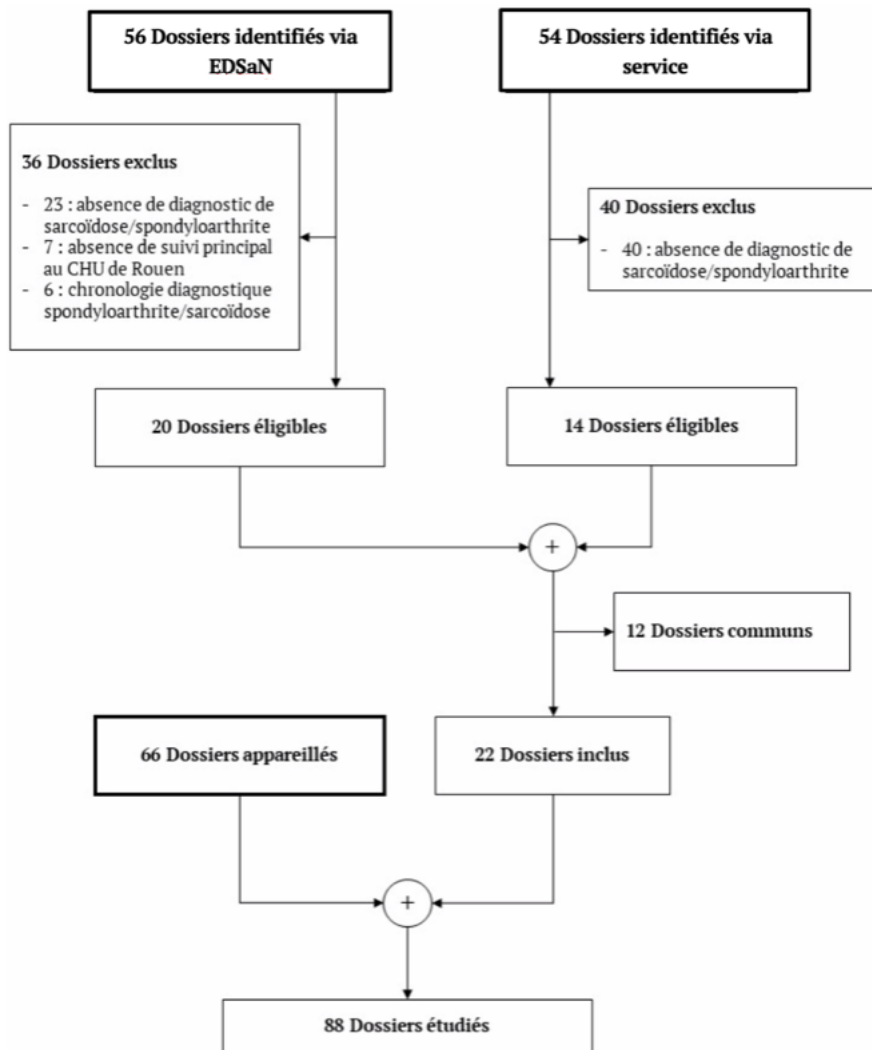 56 Dossiers identifiés via
EDSaN
54 Dossiers identifiés via
service
36 Dossiers exclus
- 23 : absence de diagnostic de
sarcoïdose/spondyloarthrite
- 7 : absence de suivi principal
au CHU de Rouen
- 6 : chronologie diagnostique
spondyloarthrite/sarcoïdose
40 Dossiers exclus
- 40 : absence de diagnostic de
sarcoïdose/spondyloarthrite
20 Dossiers éligibles
14 Dossiers éligibles
+
12 Dossiers communs
66 Dossiers appareillés
22 Dossiers inclus
+
88 Dossiers étudiés